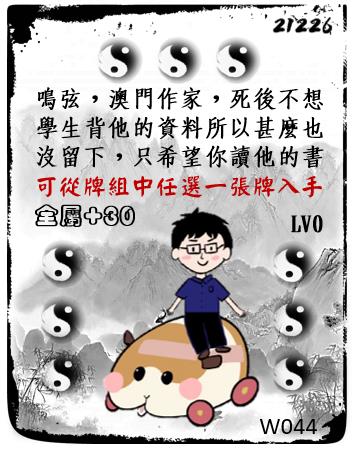 21226
鳴弦，澳門作家，死後不想
學生背他的資料所以甚麼也
沒留下，只希望你讀他的書
可從牌組中任選一張牌入手
全屬+30
LV0
W044